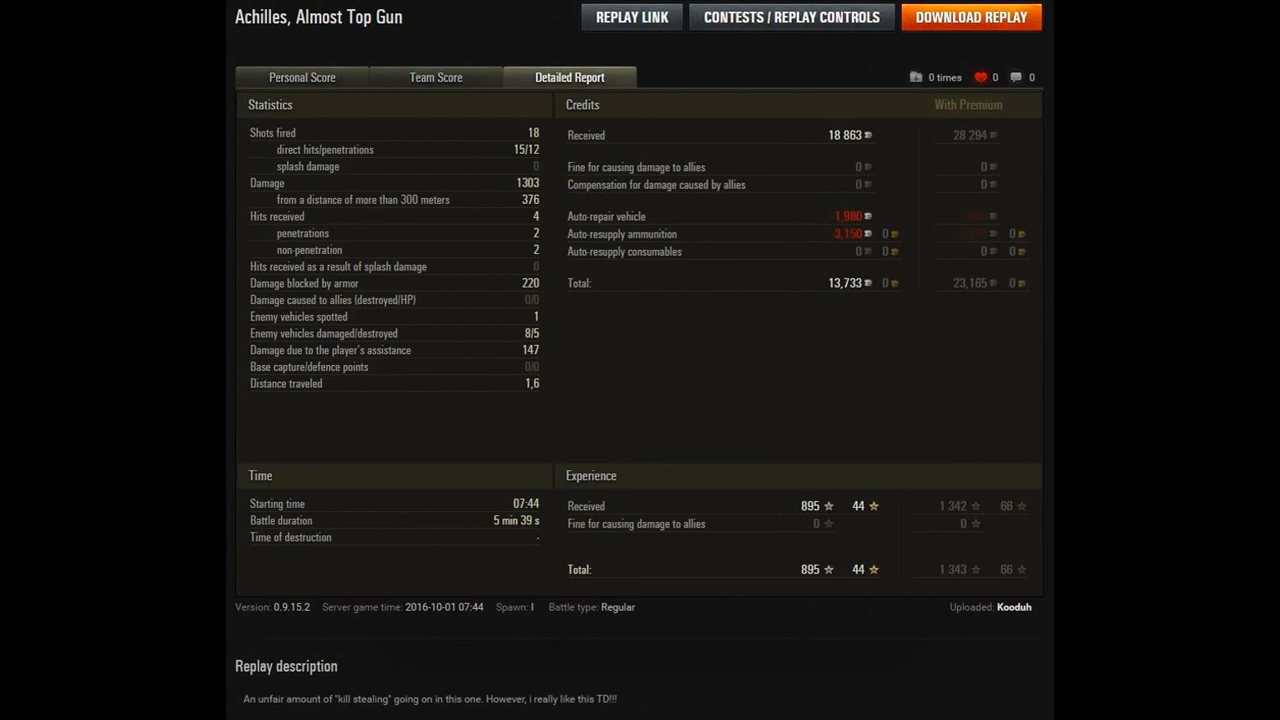 Achilles, Almost Top Gun REPLAY LINK CONTESTS / REPLAY CONTROLS DOWNLOAD REPLAY
Personal Score Team Score Detailed Report 0 times 0 0
Statistics
Shots fired 18
direct hits/penetrations 15/12
splash damage 0
Damage 1303
from a distance of more than 300 meters 376
Hits received 4
penetrations 2
non-penetration 2
Hits received as a result of splash damage 0
Damage blocked by armor 220
Damage caused to allies (destroyed/HP) 0/0
Enemy vehicles spotted 1
Enemy vehicles damaged/destroyed 8/5
Damage due to the player's assistance 147
Base capture/defence points 0/0
Distance traveled 1,6
Credits With Premium
Received 18 863 28 294
Fine for causing damage to allies 0 0
Compensation for damage caused by allies 0 0
Auto-repair vehicle -1,980
Auto-resupply ammunition 3,150 0 0
Auto-resupply consumables 0 0 0 0
Total: 13,733 0 23,165 0
Time
Starting time 07:44
Battle duration 5 min 39 s
Time of destruction -
Experience
Received 895 44 1 342 66
Fine for causing damage to allies 0 0
Total: 895 44 1 343 66
Version: 0.9.15.2 Server game time: 2016-10-01 07:44 Spawn: I Battle type: Regular Uploaded: Kooduh
Replay description
An unfair amount of "kill stealing" going on in this one. However, i really like this TD!!!